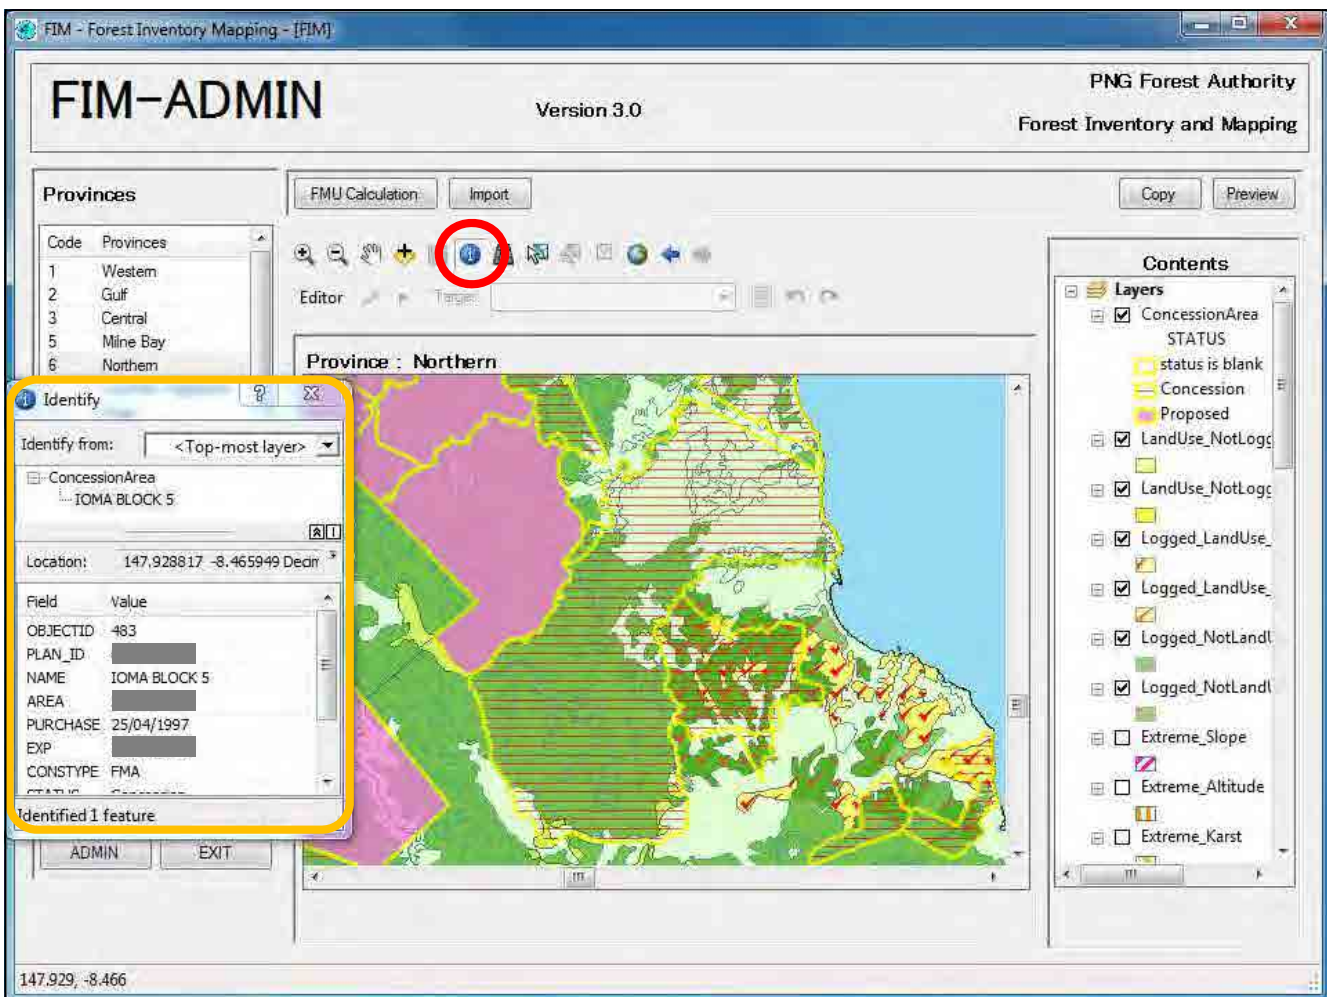 FIM - Forest Inventory Mapping - [FIM]
FIM-ADMIN
Version 3.0
PNG Forest Authority
Forest Inventory and Mapping
Provinces
FMU Calculation
Import
Copy
Preview
Code Provinces
1 Western
2 Gulf
3 Central
5 Milne Bay
6 Northern
Editor
Target:
Province : Northern
Identify
Identify from: <Top-most layer>
ConcessionArea
IOMA BLOCK 5
Location: 147.928817 -8.465949 Decim
Field Value
OBJECTID 483
PLAN_ID
NAME IOMA BLOCK 5
AREA
PURCHASE 25/04/1997
EXP
CONSTYPE FMA
STATUS Concession
Identified 1 feature
ADMIN
EXIT
Contents
Layers
ConcessionArea
STATUS
status is blank
Concession
Proposed
LandUse_NotLogg
LandUse_NotLogg
Logged_LandUse_
Logged_LandUse_
Logged_NotLandU
Logged_NotLandU
Extreme_Slope
Extreme_Altitude
Extreme_Karst
147.929, -8.466